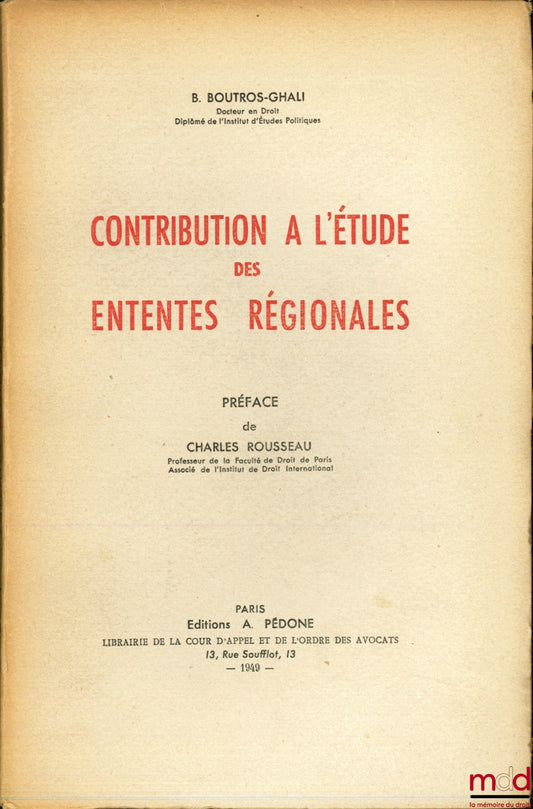 B. BOUTROS-GHALI
Docteur en Droit
Diplômé de l'Institut d'Études Politiques
CONTRIBUTION A L'ÉTUDE
DES
ENTENTES RÉGIONALES
PRÉFACE
de
CHARLES ROUSSEAU
Professeur de la Faculté de Droit de Paris
Associé de l'Institut de Droit International
PARIS
Editions A. PÉDONE
LIBRAIRIE DE LA COUR D'APPEL ET DE L'ORDRE DES AVOCATS
13, Rue Soufflot, 13
— 1949 —
mdd
la mémoire du droit